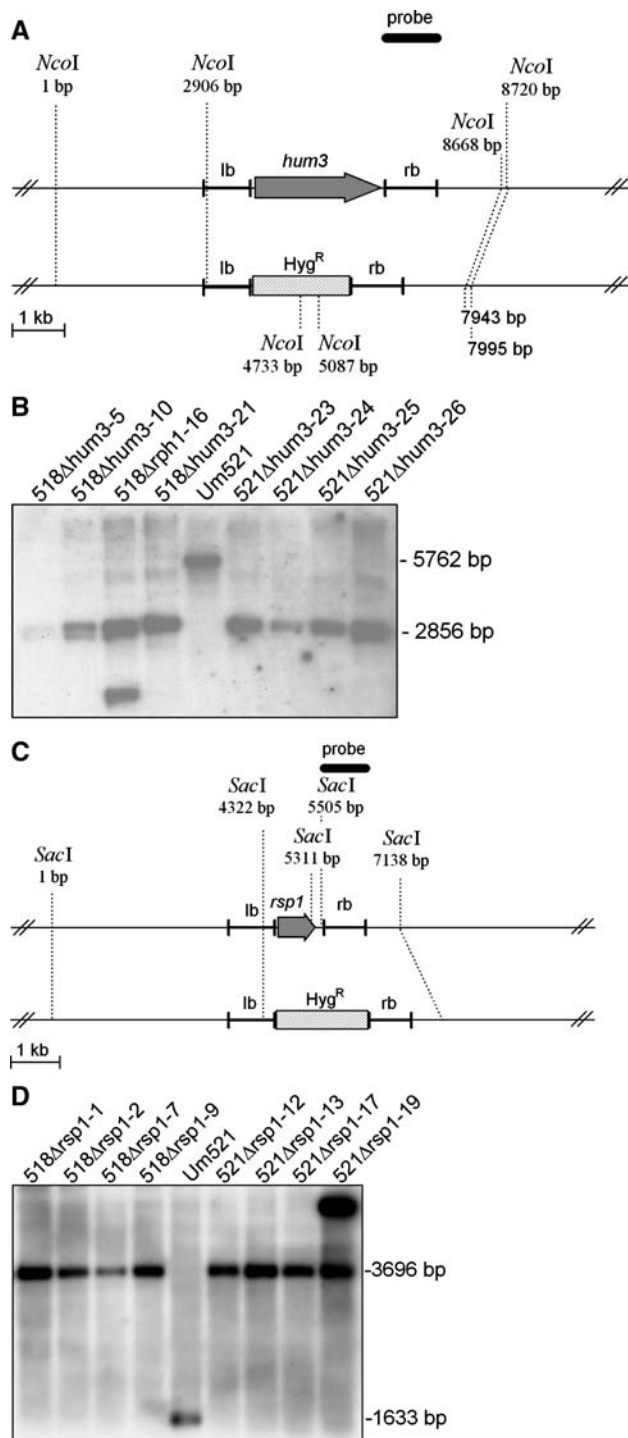 A
probe
NcoI
1 bp
NcoI
2906 bp
NcoI
8720 bp
NcoI
8668 bp
lb
hum3
rb
lb
HygR
rb
1 kb
NcoI
4733 bp
NcoI
5087 bp
7943 bp
7995 bp
B
518Δhum3-5
518Δhum3-10
518Δrph1-16
518Δhum3-21
Um521
521Δhum3-23
521Δhum3-24
521Δhum3-25
521Δhum3-26
- 5762 bp
- 2856 bp
C
probe
SacI
4322 bp
SacI
5505 bp
SacI
1 bp
SacI
5311 bp
SacI
7138 bp
lb
rsp1
rb
lb
HygR
rb
1 kb
D
518Δrsp1-1
518Δrsp1-2
518Δrsp1-7
518Δrsp1-9
Um521
521Δrsp1-12
521Δrsp1-13
521Δrsp1-17
521Δrsp1-19
-3696 bp
-1633 bp